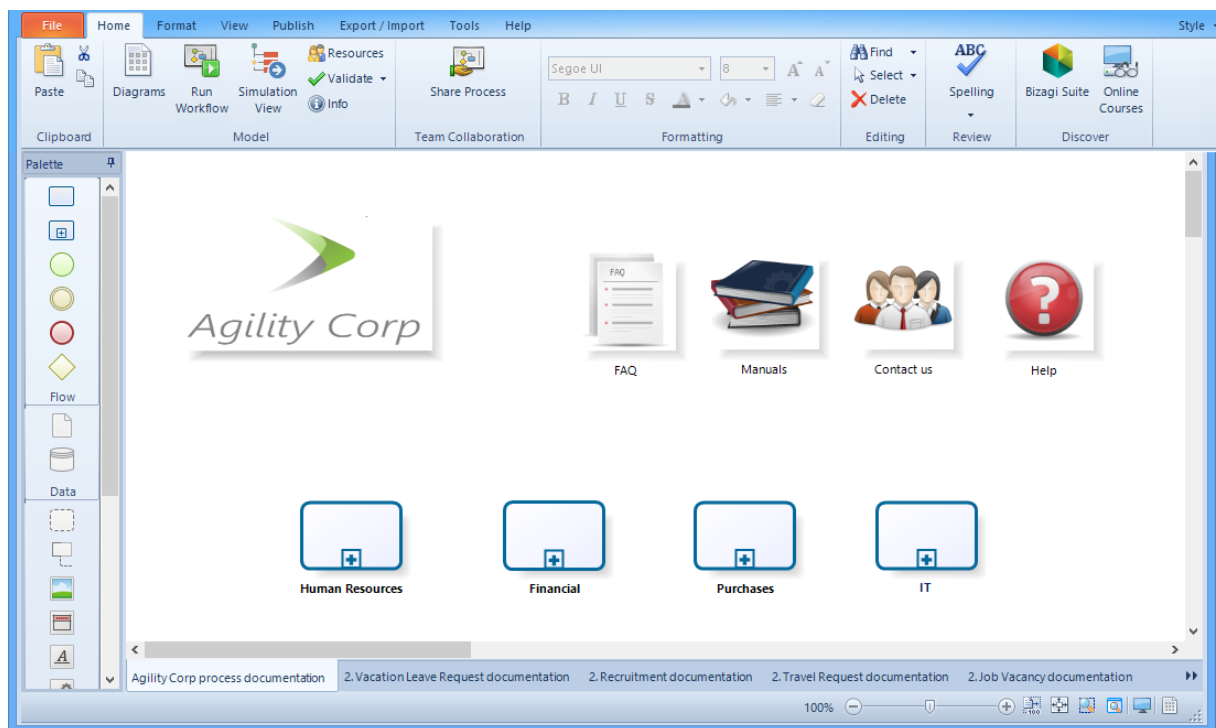 File Home Format View Publish Export / Import Tools Help Style
Paste
Clipboard
Diagrams
Run Workflow
Simulation View
Resources
Validate
Info
Model
Share Process
Team Collaboration
Segoe UI 8 A A
B I U S A
Formatting
Find
Select
Delete
Editing
ABC
Spelling
Review
Bizagi Suite
Online Courses
Discover
Palette
Flow
Data
A
Agility Corp
FAQ
FAQ Manuals Contact us Help
Human Resources Financial Purchases IT
Agility Corp process documentation 2. Vacation Leave Request documentation 2. Recruitment documentation 2. Travel Request documentation 2. Job Vacancy documentation
100%